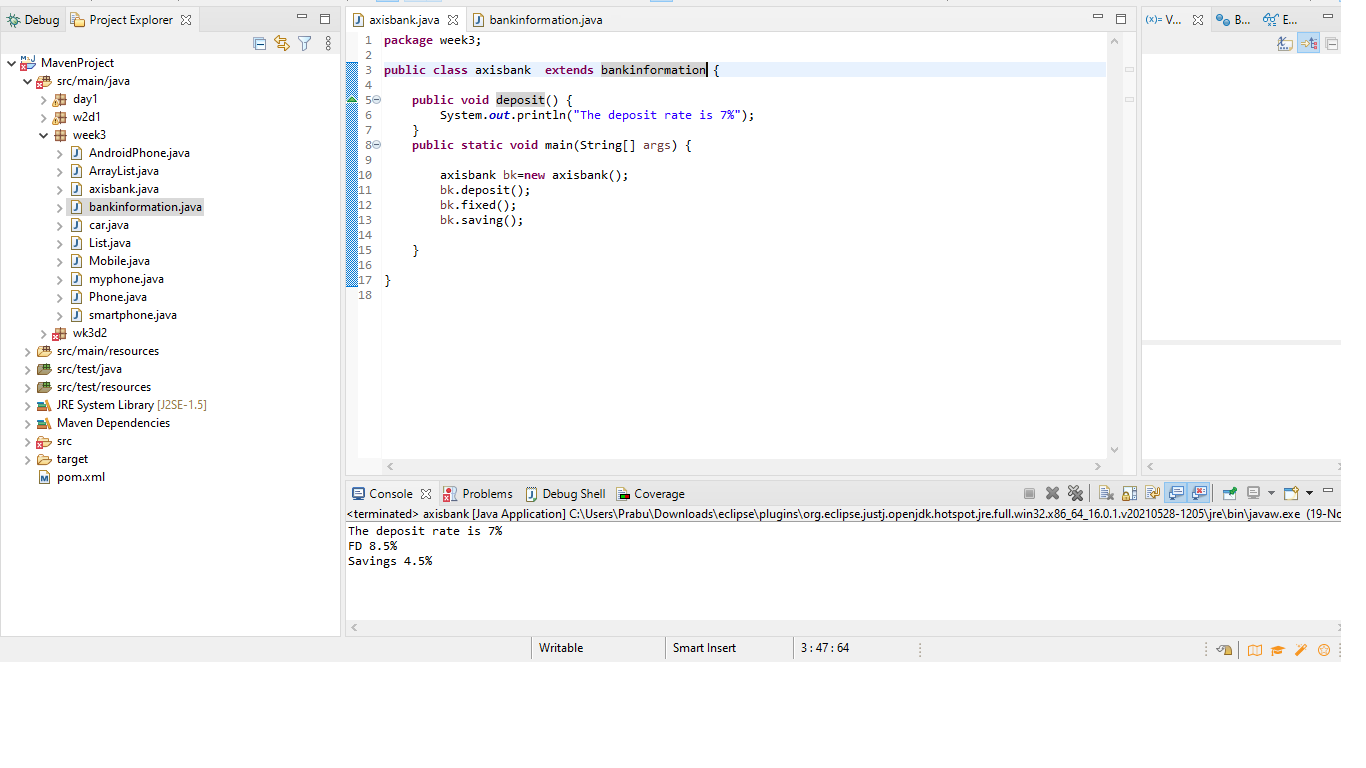 Debug Project Explorer
MavenProject
src/main/java
day1
w2d1
week3
AndroidPhone.java
ArrayList.java
axisbank.java
bankinformation.java
car.java
List.java
Mobile.java
myphone.java
Phone.java
smartphone.java
wk3d2
src/main/resources
src/test/java
src/test/resources
JRE System Library [J2SE-1.5]
Maven Dependencies
src
target
pom.xml
axisbank.java bankinformation.java
1 package week3;
2
3 public class axisbank  extends bankinformation {
4
5     public void deposit() {
6         System.out.println("The deposit rate is 7%");
7     }
8     public static void main(String[] args) {
9
10         axisbank bk=new axisbank();
11         bk.deposit();
12         bk.fixed();
13         bk.saving();
14
15     }
16
17 }
18
(x)= V... B... E...
Console Problems Debug Shell Coverage
<terminated> axisbank [Java Application] C:\Users\Prabu\Downloads\eclipse\plugins\org.eclipse.justj.openjdk.hotspot.jre.full.win32.x86_64_16.0.1.v20210528-1205\jre\bin\javaw.exe (19-No
The deposit rate is 7%
FD 8.5%
Savings 4.5%
Writable Smart Insert 3 : 47 : 64